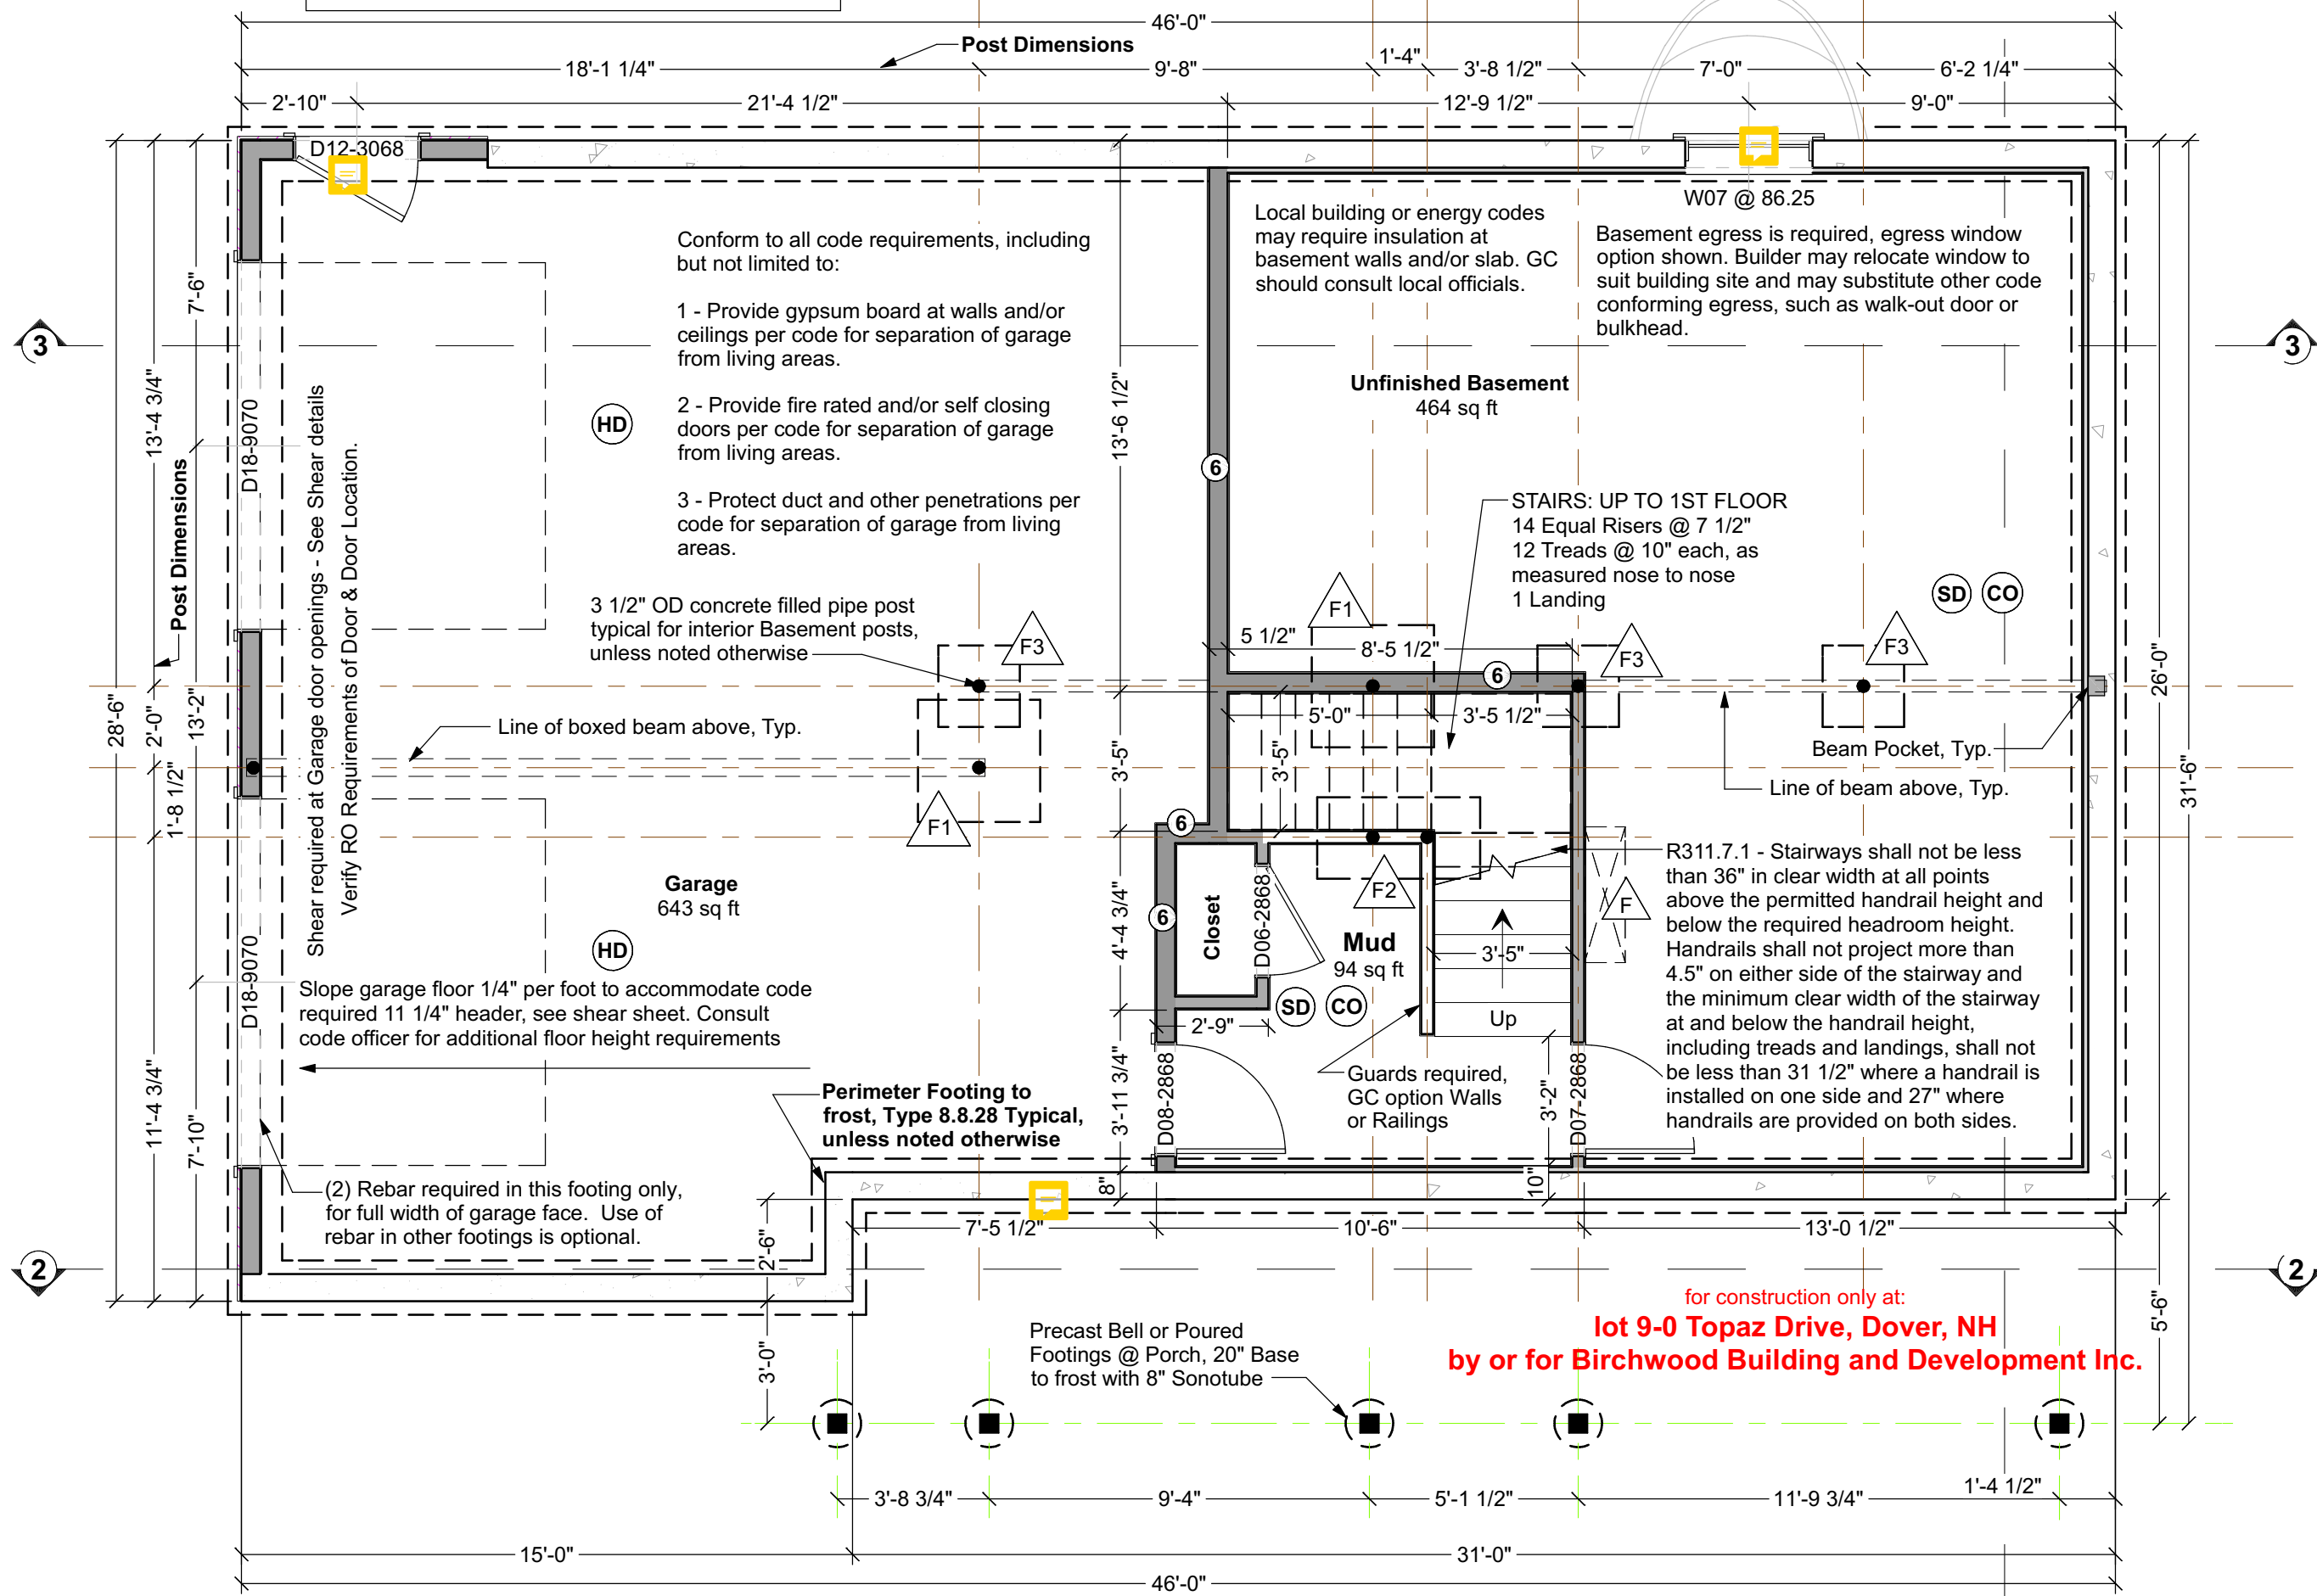 46'-0"
Post Dimensions
18'-1 1/4"
9'-8"
1'-4"
3'-8 1/2"
7'-0"
6'-2 1/4"
2'-10"
21'-4 1/2"
12'-9 1/2"
9'-0"
D12-3068
W07 @ 86.25
Conform to all code requirements, including
but not limited to:
1 - Provide gypsum board at walls and/or
ceilings per code for separation of garage
from living areas.
2 - Provide fire rated and/or self closing
doors per code for separation of garage
from living areas.
3 - Protect duct and other penetrations per
code for separation of garage from living
areas.
Local building or energy codes
may require insulation at
basement walls and/or slab. GC
should consult local officials.
Basement egress is required, egress window
option shown. Builder may relocate window to
suit building site and may substitute other code
conforming egress, such as walk-out door or
bulkhead.
3
3
7'-6"
13'-4 3/4"
Post Dimensions
28'-6"
2'-0"
13'-2"
1'-8 1/2"
11'-4 3/4"
7'-10"
D18-9070
D18-9070
Shear required at Garage door openings - See Shear details
Verify RO Requirements of Door & Door Location.
HD
13'-6 1/2"
6
Unfinished Basement
464 sq ft
STAIRS: UP TO 1ST FLOOR
14 Equal Risers @ 7 1/2"
12 Treads @ 10" each, as
measured nose to nose
1 Landing
SD
CO
3 1/2" OD concrete filled pipe post
typical for interior Basement posts,
unless noted otherwise
F3
F1
5 1/2"
8'-5 1/2"
6
F3
F3
26'-0"
31'-6"
Line of boxed beam above, Typ.
5'-0"
3'-5 1/2"
3'-5"
3'-5"
Beam Pocket, Typ.
Line of beam above, Typ.
F1
6
Garage
643 sq ft
HD
Slope garage floor 1/4" per foot to accommodate code
required 11 1/4" header, see shear sheet. Consult
code officer for additional floor height requirements
4'-4 3/4"
6
Closet
D06-2868
F2
Mud
94 sq ft
SD
CO
3'-5"
Up
F
R311.7.1 - Stairways shall not be less
than 36" in clear width at all points
above the permitted handrail height and
below the required headroom height.
Handrails shall not project more than
4.5" on either side of the stairway and
the minimum clear width of the stairway
at and below the handrail height,
including treads and landings, shall not
be less than 31 1/2" where a handrail is
installed on one side and 27" where
handrails are provided on both sides.
2'-9"
3'-11 3/4"
D08-2868
Guards required,
GC option Walls
or Railings
3'-2"
D07-2868
Perimeter Footing to
frost, Type 8.8.28 Typical,
unless noted otherwise
(2) Rebar required in this footing only,
for full width of garage face. Use of
rebar in other footings is optional.
8"
10"
7'-5 1/2"
10'-6"
13'-0 1/2"
2'-6"
2
2
3'-0"
5'-6"
for construction only at:
lot 9-0 Topaz Drive, Dover, NH
by or for Birchwood Building and Development Inc.
Precast Bell or Poured
Footings @ Porch, 20" Base
to frost with 8" Sonotube
3'-8 3/4"
9'-4"
5'-1 1/2"
11'-9 3/4"
1'-4 1/2"
15'-0"
31'-0"
46'-0"